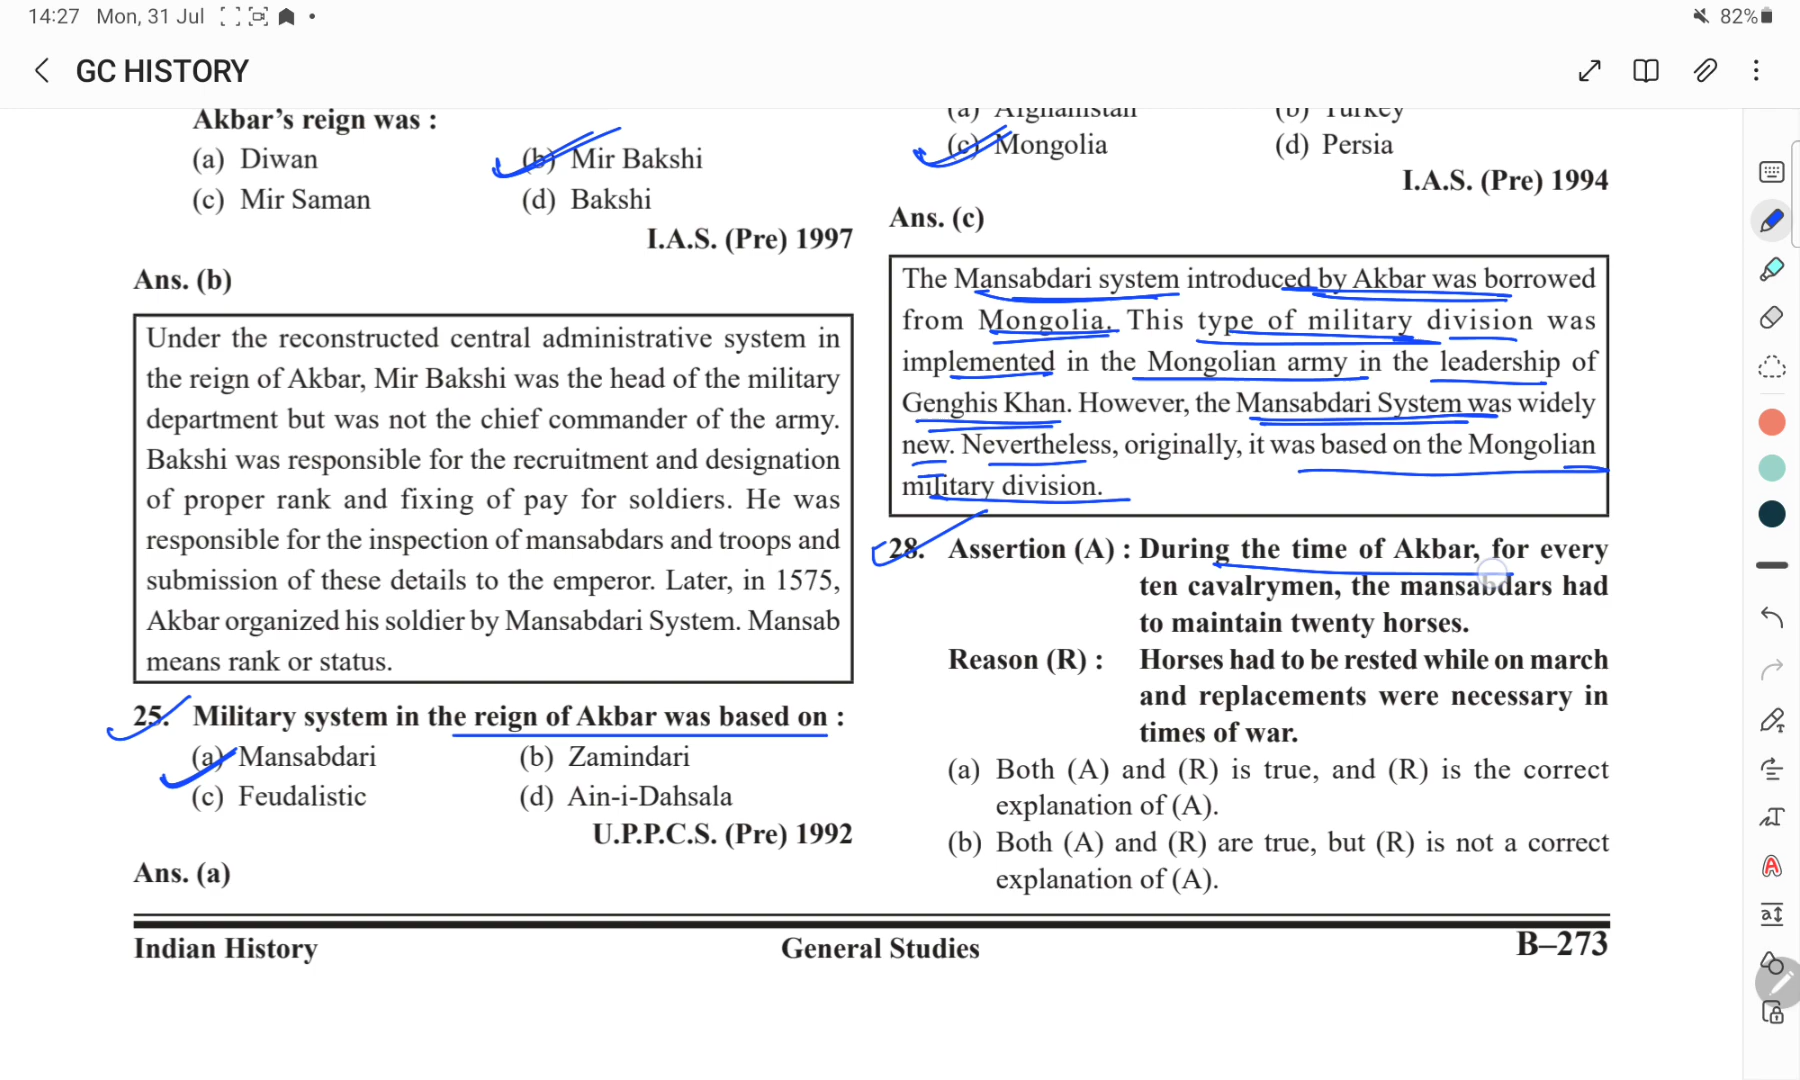 14:27 Mon, 31 Jul
82%
GC HISTORY
Akbar's reign was :
(a) Diwan (b) Mir Bakshi
(c) Mir Saman (d) Bakshi
I.A.S. (Pre) 1997
Ans. (b)
Under the reconstructed central administrative system in
the reign of Akbar, Mir Bakshi was the head of the military
department but was not the chief commander of the army.
Bakshi was responsible for the recruitment and designation
of proper rank and fixing of pay for soldiers. He was
responsible for the inspection of mansabdars and troops and
submission of these details to the emperor. Later, in 1575,
Akbar organized his soldier by Mansabdari System. Mansab
means rank or status.
25. Military system in the reign of Akbar was based on :
(a) Mansabdari (b) Zamindari
(c) Feudalistic (d) Ain-i-Dahsala
U.P.P.C.S. (Pre) 1992
Ans. (a)
(a) Afghanistan (b) Turkey
(c) Mongolia (d) Persia
I.A.S. (Pre) 1994
Ans. (c)
The Mansabdari system introduced by Akbar was borrowed
from Mongolia. This type of military division was
implemented in the Mongolian army in the leadership of
Genghis Khan. However, the Mansabdari System was widely
new. Nevertheless, originally, it was based on the Mongolian
military division.
28. Assertion (A) : During the time of Akbar, for every
ten cavalrymen, the mansabdars had
to maintain twenty horses.
Reason (R) : Horses had to be rested while on march
and replacements were necessary in
times of war.
(a) Both (A) and (R) is true, and (R) is the correct
explanation of (A).
(b) Both (A) and (R) are true, but (R) is not a correct
explanation of (A).
Indian History General Studies B–273